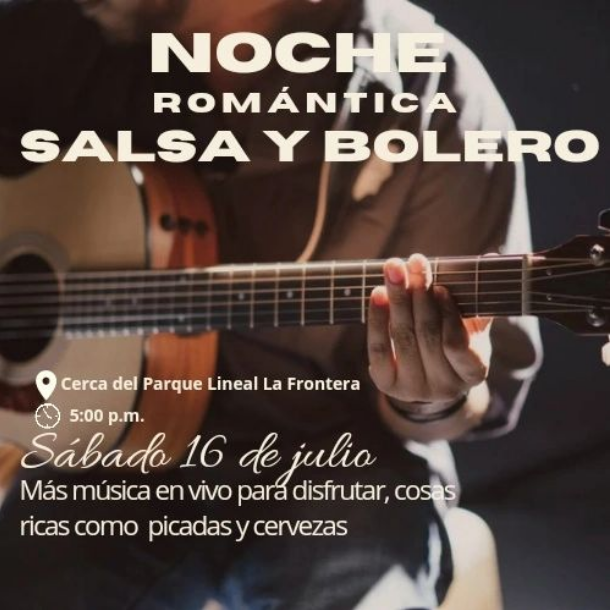 NOCHE
ROMÁNTICA
SALSA Y BOLERO
Cerca del Parque Lineal La Frontera
5:00 p.m.
Sábado 16 de julio
Más música en vivo para disfrutar, cosas
ricas como picadas y cervezas